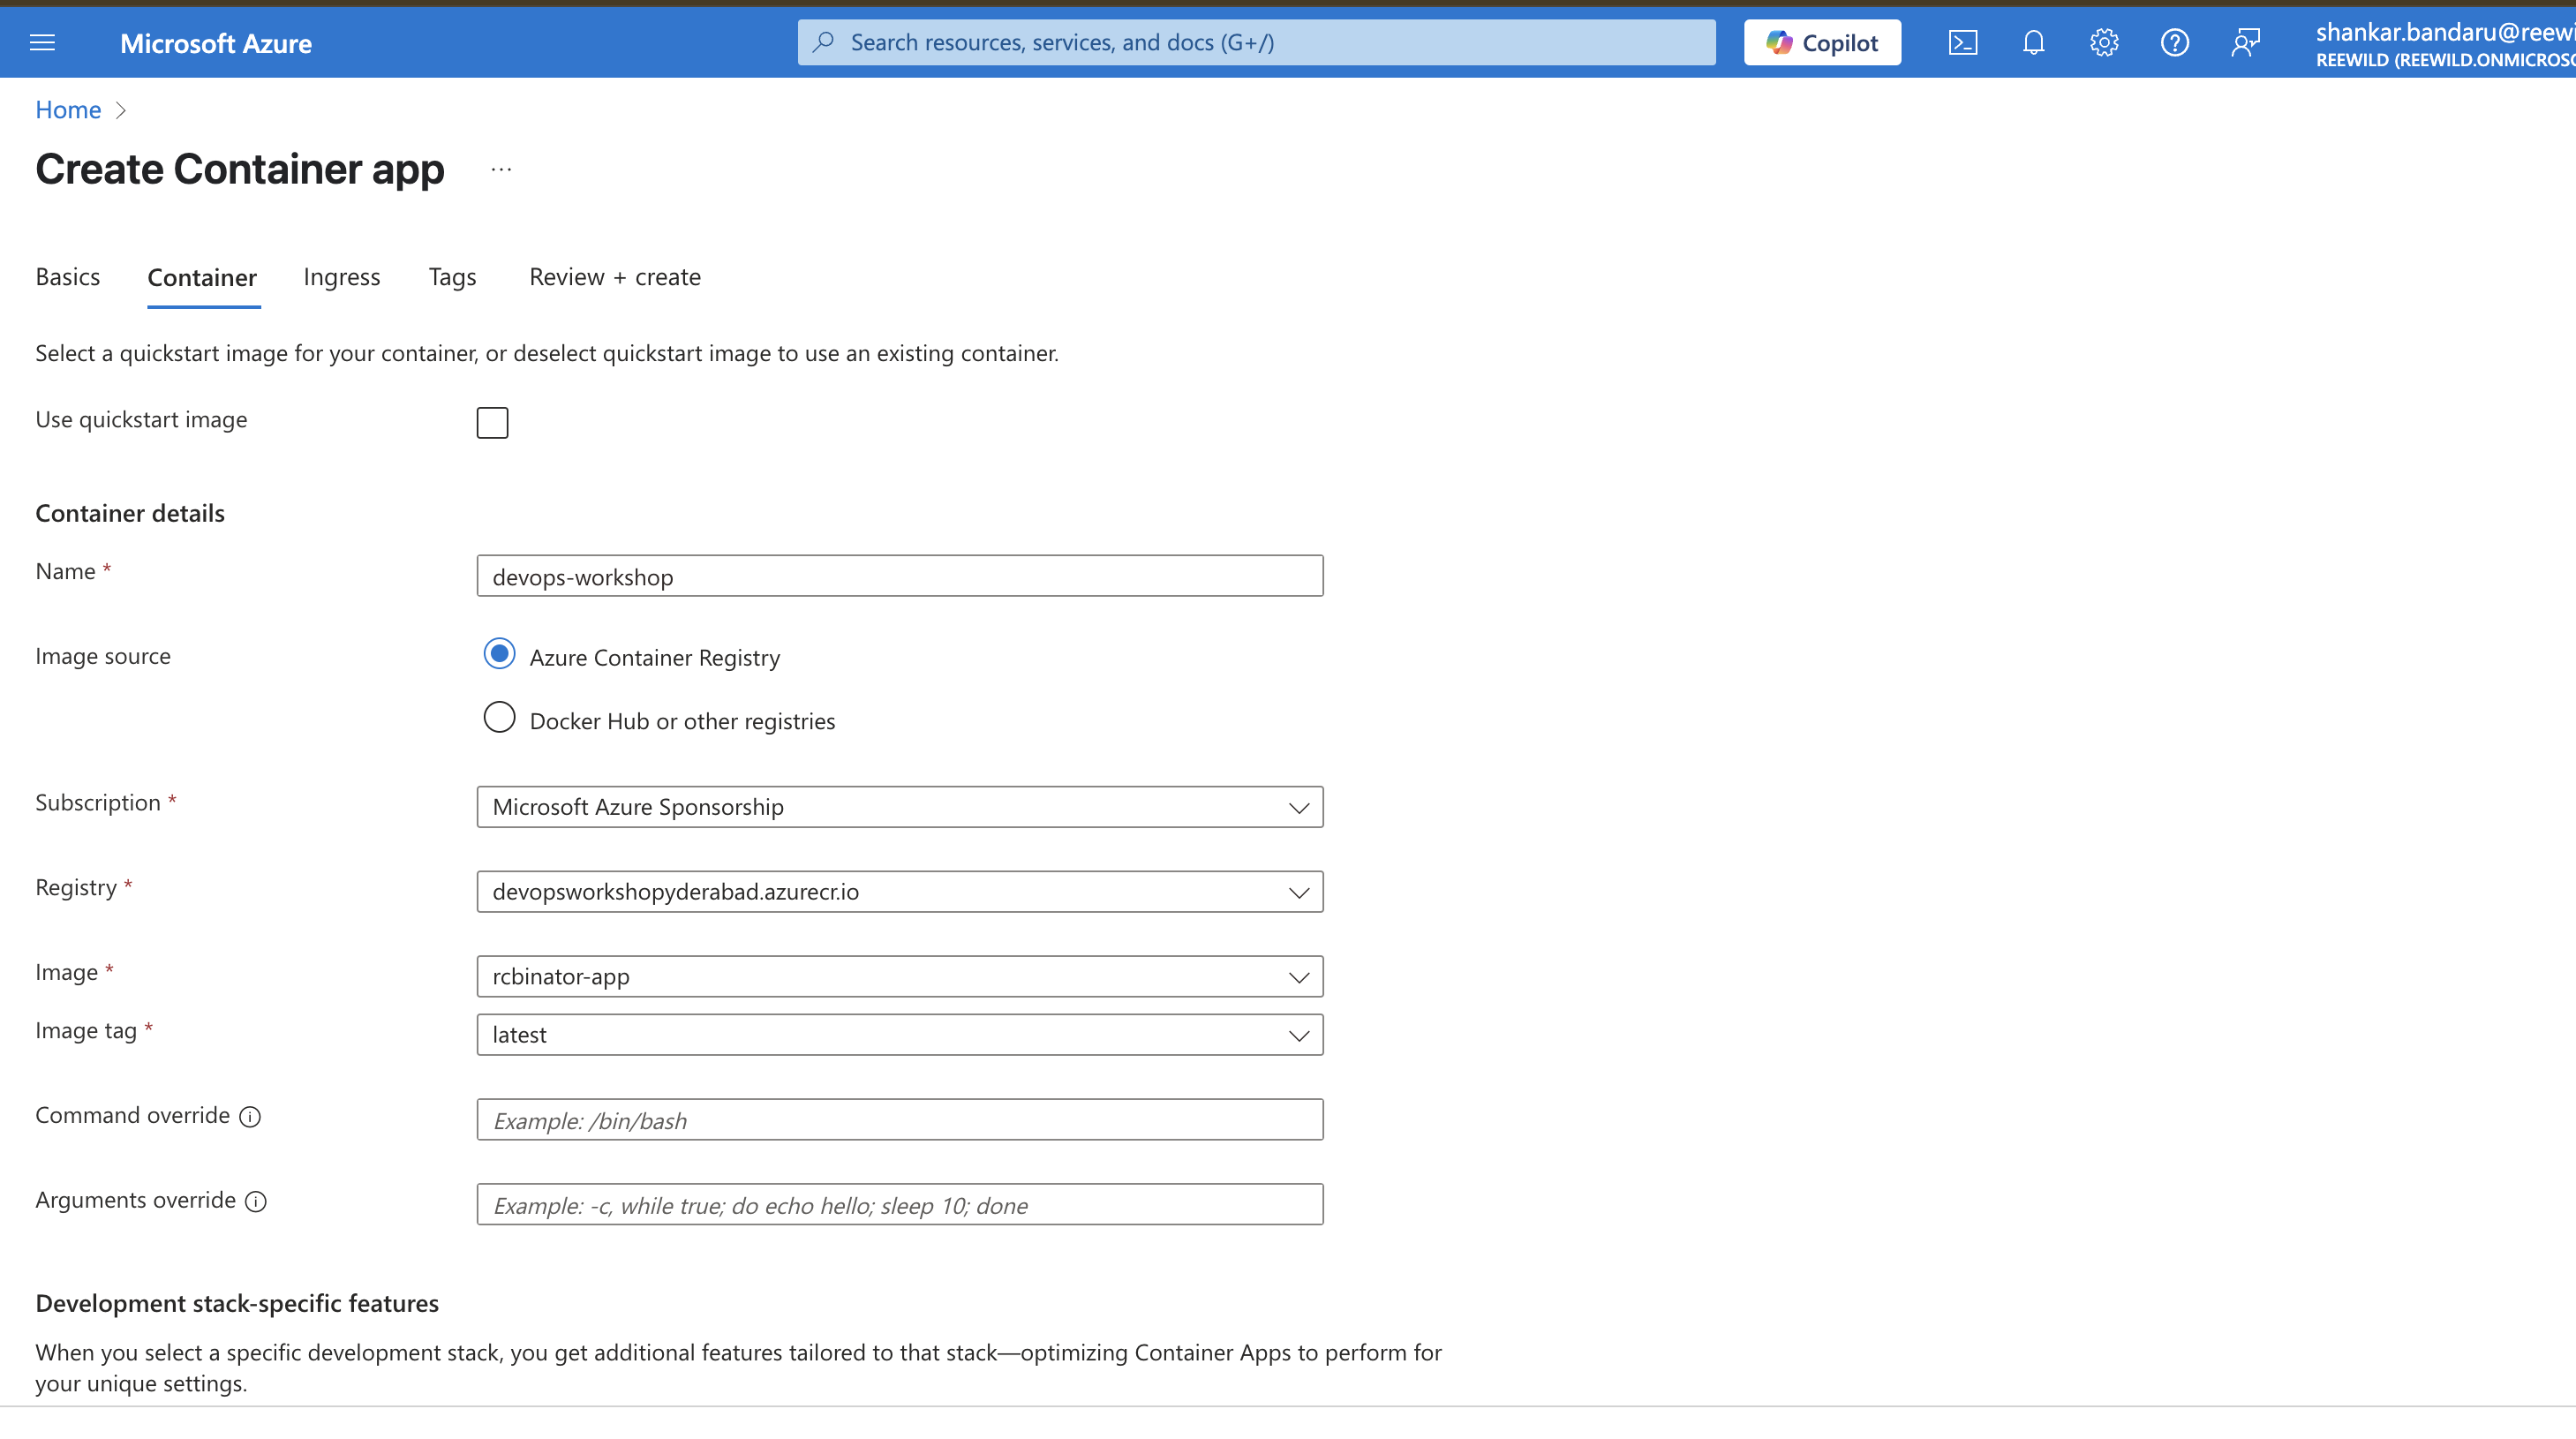 Microsoft Azure
Search resources, services, and docs (G+/)
Copilot
shankar.bandaru@reewi
REEWILD (REEWILD.ONMICROSO
Home
Create Container app
Basics Container Ingress Tags Review + create
Select a quickstart image for your container, or deselect quickstart image to use an existing container.
Use quickstart image
Container details
Name * devops-workshop
Image source Azure Container Registry
Docker Hub or other registries
Subscription * Microsoft Azure Sponsorship
Registry * devopsworkshopyderabad.azurecr.io
Image * rcbinator-app
Image tag * latest
Command override Example: /bin/bash
Arguments override Example: -c, while true; do echo hello; sleep 10; done
Development stack-specific features
When you select a specific development stack, you get additional features tailored to that stack—optimizing Container Apps to perform for
your unique settings.